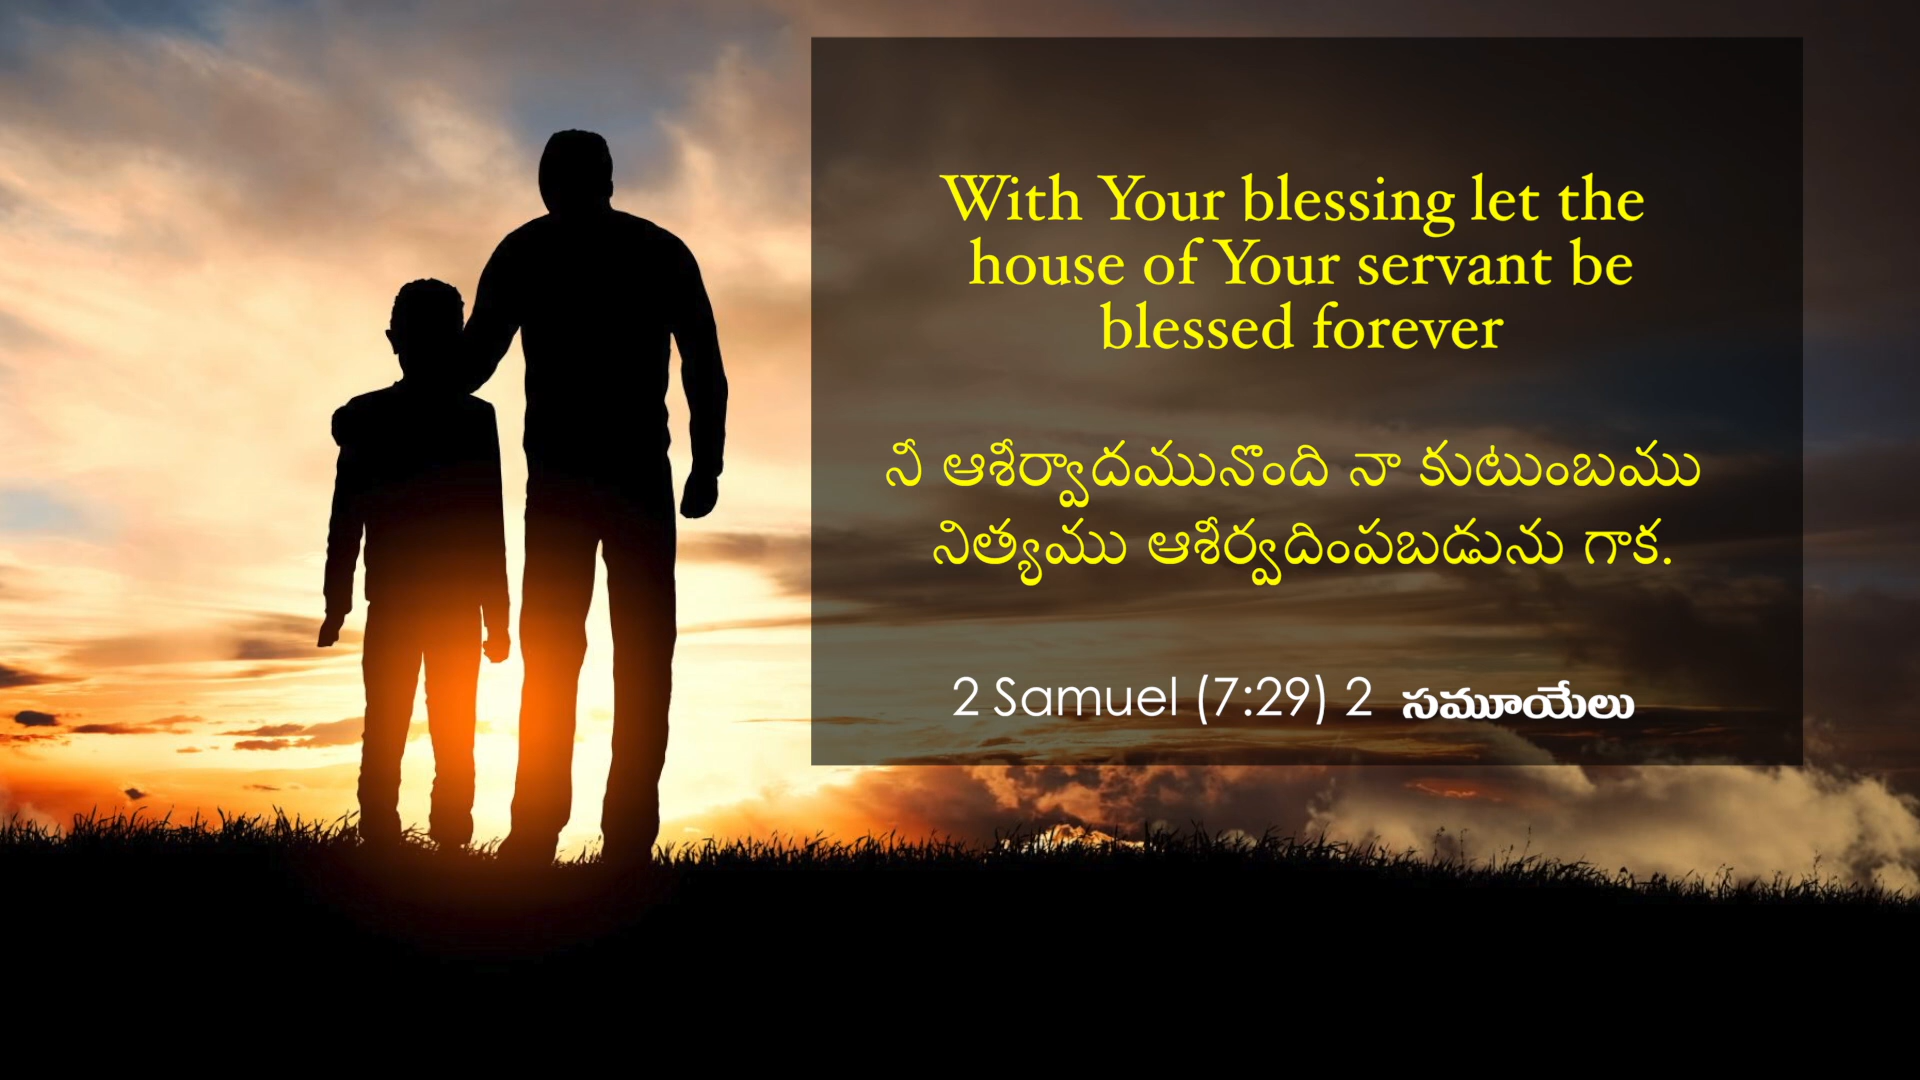 With Your blessing let the
house of Your servant be
blessed forever
నీ ఆశీర్వాదమునొంది నా కుటుంబము
నిత్యము ఆశీర్వదింపబడును గాక.
2 Samuel (7:29) 2 సమూయేలు